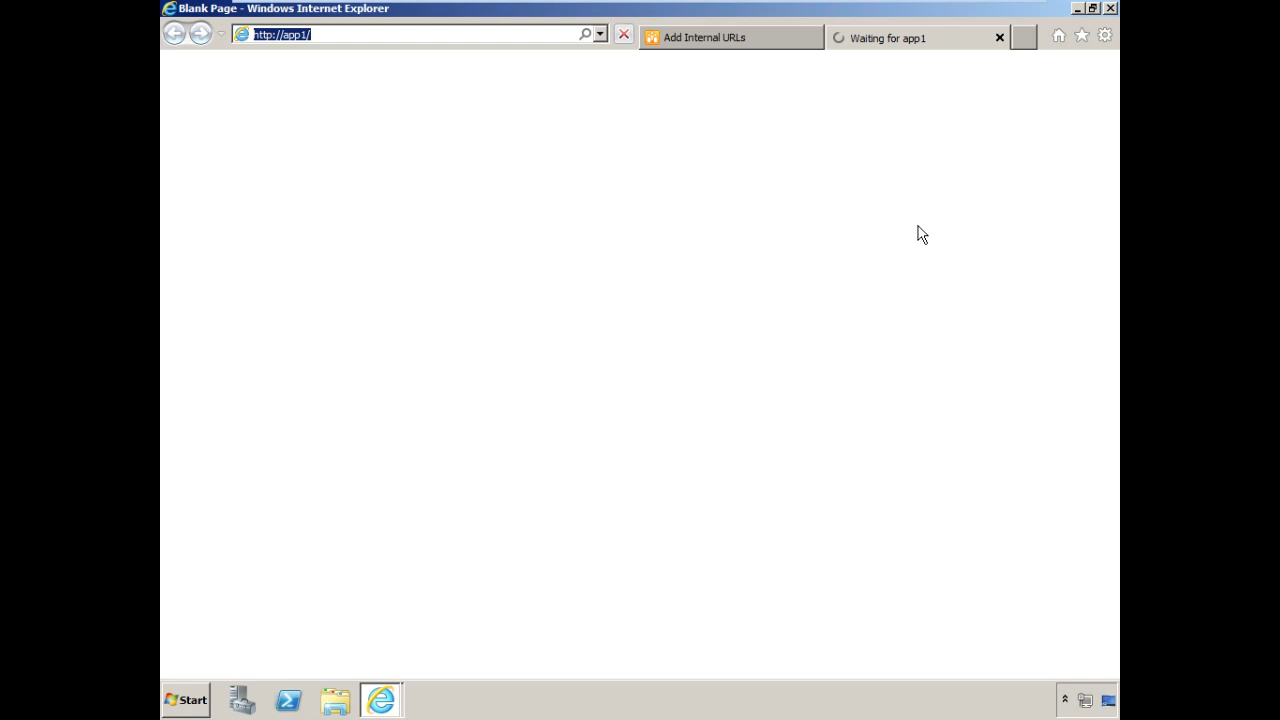 Blank Page - Windows Internet Explorer
http://app1/
Add Internal URLs
Waiting for app1
Start